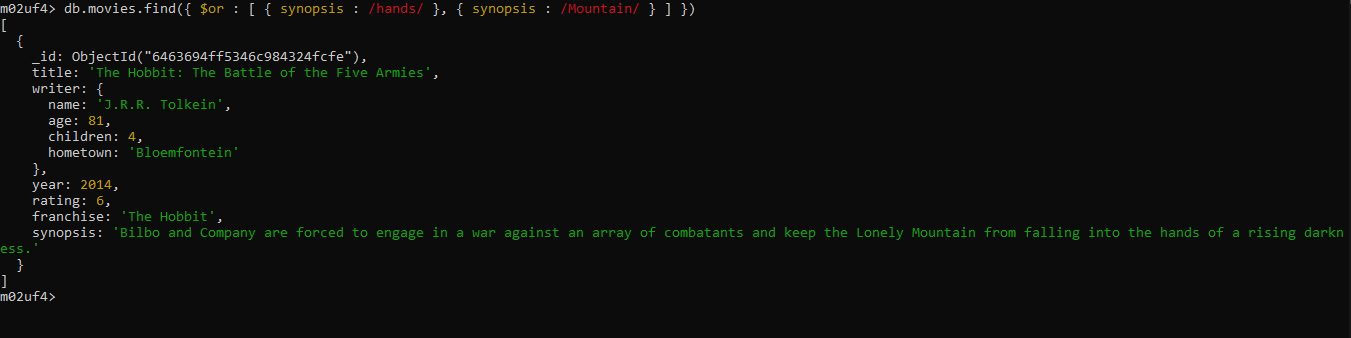 m02uf4> db.movies.find({ $or : [ { synopsis : /hands/ }, { synopsis : /Mountain/ } ] })
[
  {
    _id: ObjectId("6463694ff5346c984324fcfe"),
    title: 'The Hobbit: The Battle of the Five Armies',
    writer: {
      name: 'J.R.R. Tolkein',
      age: 81,
      children: 4,
      hometown: 'Bloemfontein'
    },
    year: 2014,
    rating: 6,
    franchise: 'The Hobbit',
    synopsis: 'Bilbo and Company are forced to engage in a war against an array of combatants and keep the Lonely Mountain from falling into the hands of a rising darkn
ess.'
  }
]
m02uf4>